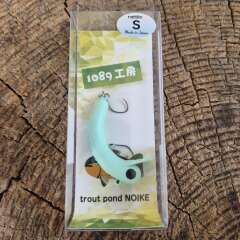 S
Made in Japan
1089工房
trout pond NOIKE